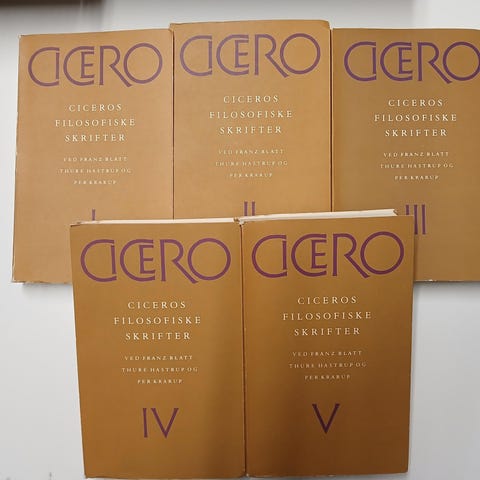 CICERO
CICEROS
FILOSOFISKE
SKRIFTER
VED FRANZ BLATT
THURE HASTRUP OG
PER KRARUP
I
CICERO
CICEROS
FILOSOFISKE
SKRIFTER
VED FRANZ BLATT
THURE HASTRUP OG
PER KRARUP
II
CICERO
CICEROS
FILOSOFISKE
SKRIFTER
VED FRANZ BLATT
THURE HASTRUP OG
PER KRARUP
III
CICERO
CICEROS
FILOSOFISKE
SKRIFTER
VED FRANZ BLATT
THURE HASTRUP OG
PER KRARUP
IV
CICERO
CICEROS
FILOSOFISKE
SKRIFTER
VED FRANZ BLATT
THURE HASTRUP OG
PER KRARUP
V